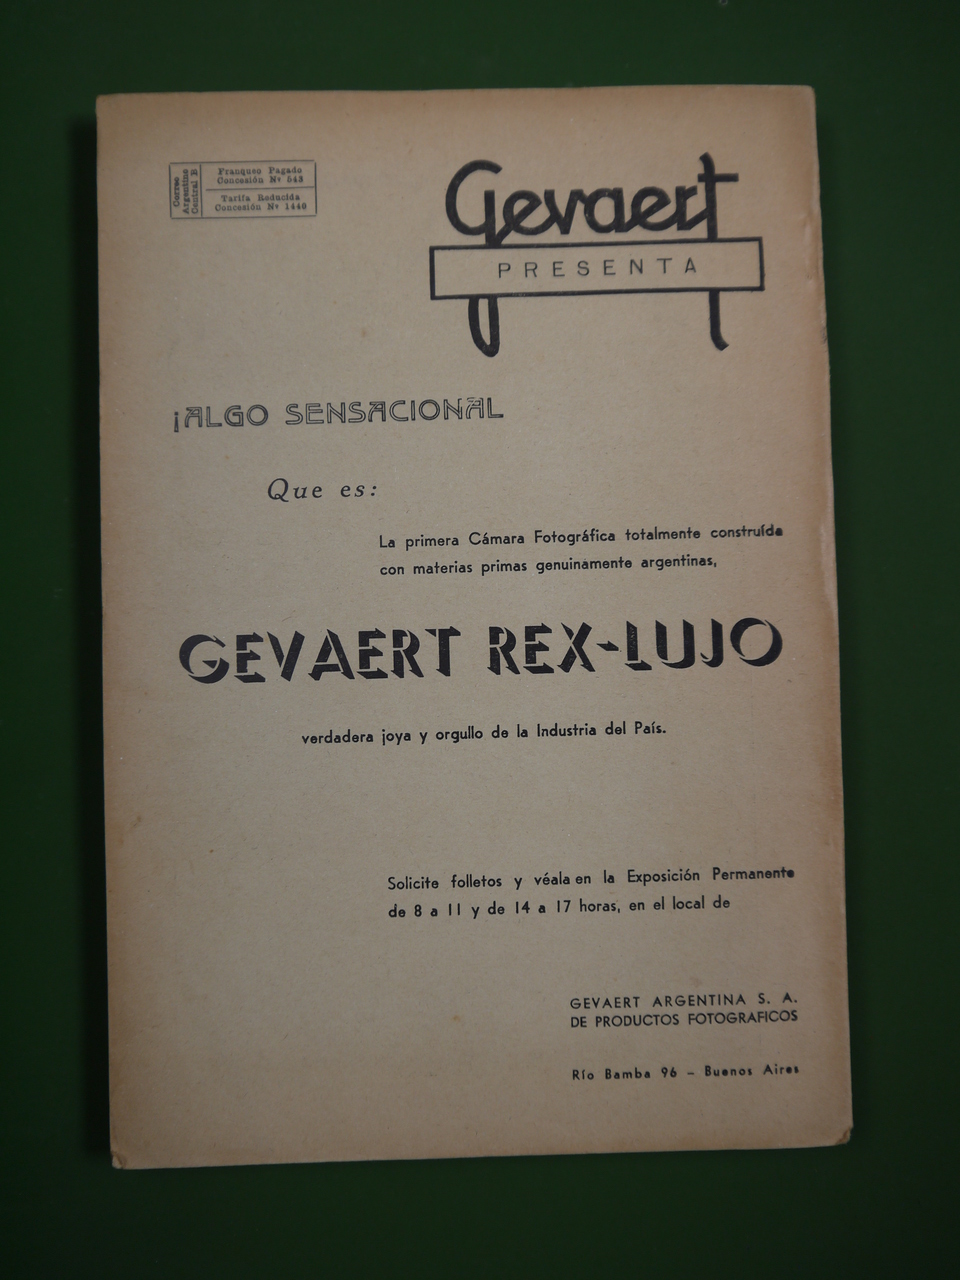 Correo
Argentino
Central B
Franqueo Pagado
Concesión Nº 543
Tarifa Reducida
Concesión Nº 1440
Gevaert
PRESENTA
¡ALGO SENSACIONAL
Que es:
La primera Cámara Fotográfica totalmente construída
con materias primas genuinamente argentinas,
GEVAERT REX-LUJO
verdadera joya y orgullo de la Industria del País.
Solicite folletos y véala en la Exposición Permanente
de 8 a 11 y de 14 a 17 horas, en el local de
GEVAERT ARGENTINA S. A.
DE PRODUCTOS FOTOGRAFICOS
Río Bamba 96 - Buenos Aires